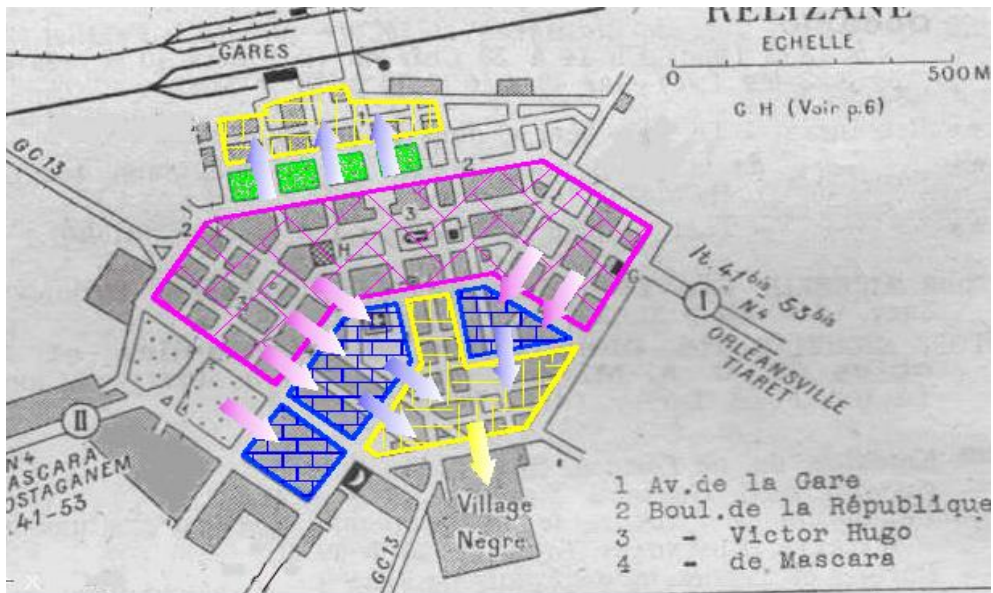 RELIZANE
ECHELLE
0 500 M
G H (Voir p.6)
GARES
GC13
2
2
3
H
3
G
It. 41bis - 53bis
N4
I
ORLEANSVILLE
TIARET
II
N4
MASCARA
MOSTAGANEM
41-53
Village
Nègre
GC13
1 Av.de la Gare
2 Boul.de la République
3 - Victor Hugo
4 - de Mascara